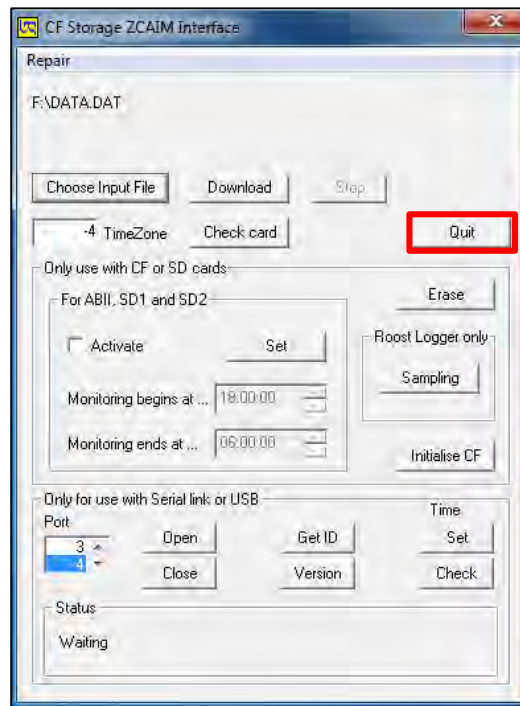 CF Storage ZCAIM Interface
Repair
F:\DATA.DAT
Choose Input File Download Stop
-4 TimeZone Check card Quit
Only use with CF or SD cards
For ABII, SD1 and SD2 Erase
Activate Set Roost Logger only
Sampling
Monitoring begins at ... 18:00:00
Monitoring ends at ... 06:00:00
Initialise CF
Only for use with Serial link or USB
Port Time
3 Open Get ID Set
4 Close Version Check
Status
Waiting